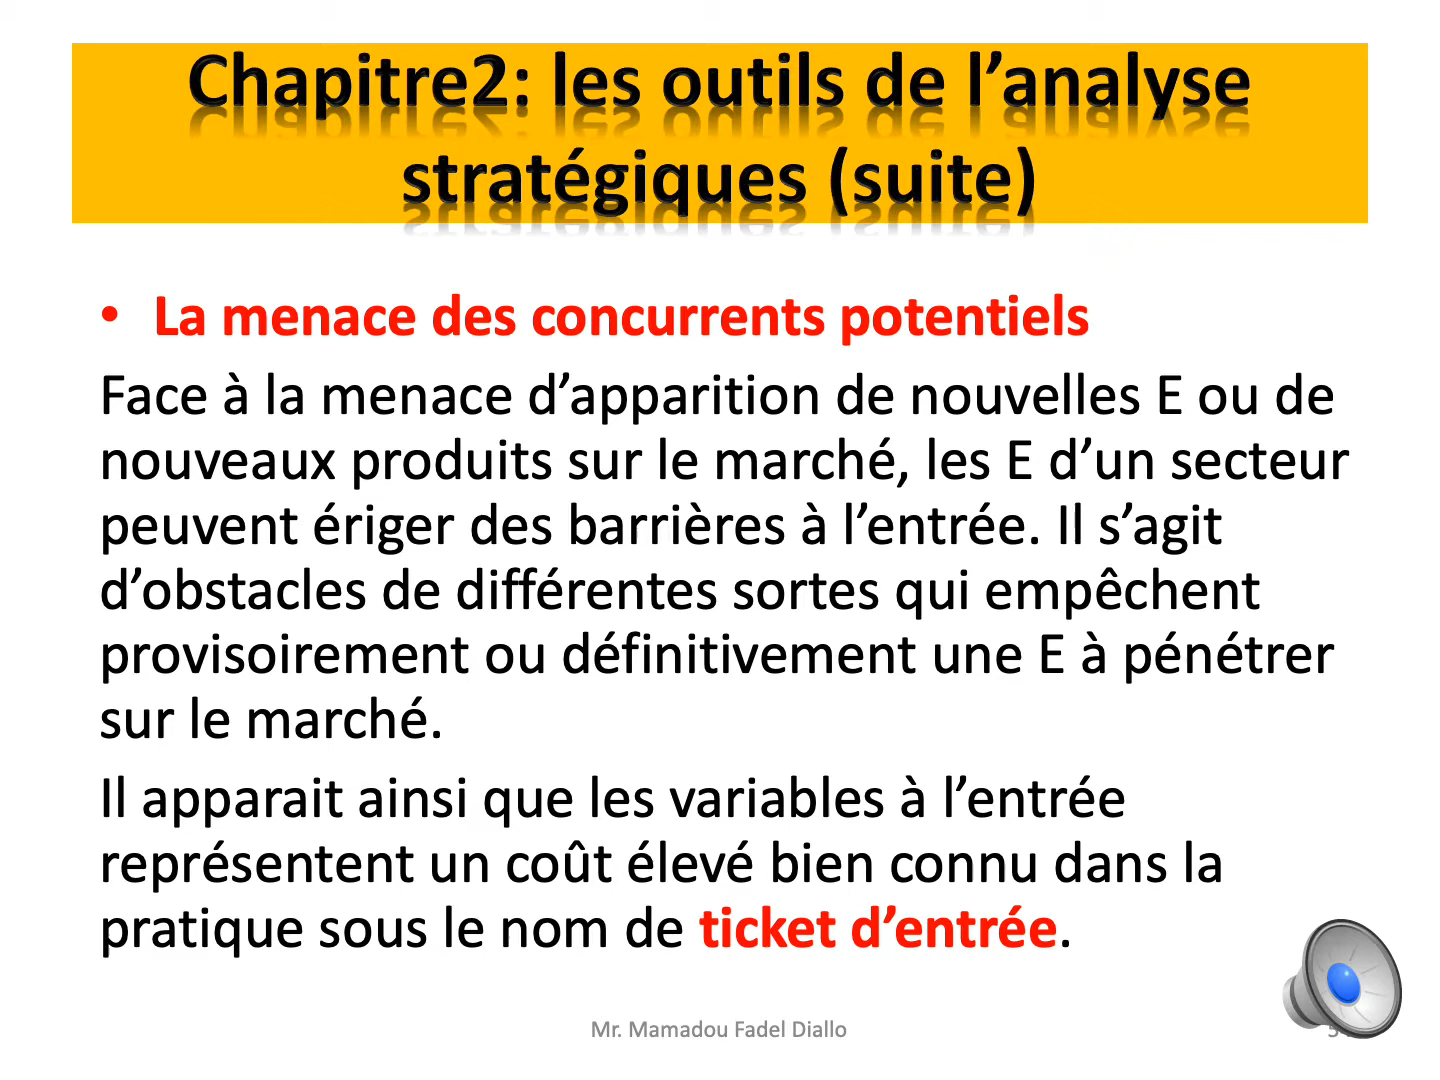 Chapitre2: les outils de l’analyse
stratégiques (suite)
• La menace des concurrents potentiels
Face à la menace d’apparition de nouvelles E ou de
nouveaux produits sur le marché, les E d’un secteur
peuvent ériger des barrières à l’entrée. Il s’agit
d’obstacles de différentes sortes qui empêchent
provisoirement ou définitivement une E à pénétrer
sur le marché.
Il apparait ainsi que les variables à l’entrée
représentent un coût élevé bien connu dans la
pratique sous le nom de ticket d’entrée.
Mr. Mamadou Fadel Diallo